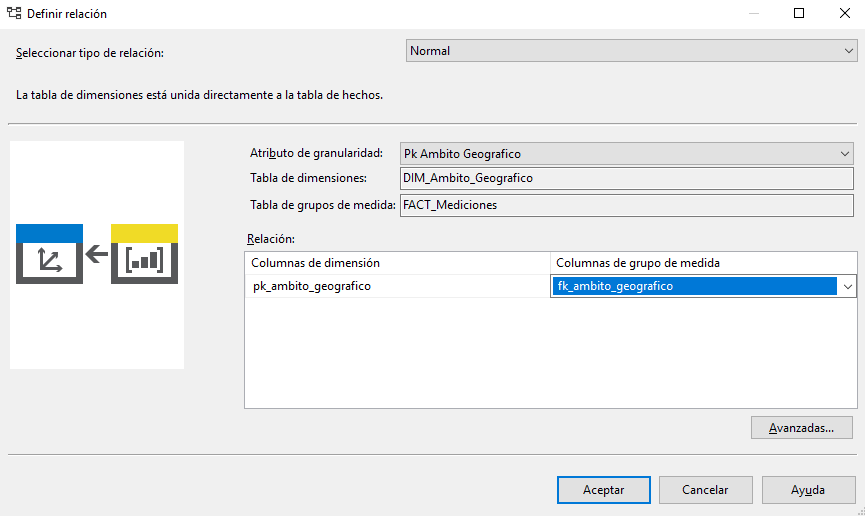 Definir relación
Seleccionar tipo de relación: Normal
La tabla de dimensiones está unida directamente a la tabla de hechos.
Atributo de granularidad: Pk Ambito Geografico
Tabla de dimensiones: DIM_Ambito_Geografico
Tabla de grupos de medida: FACT_Mediciones
Relación:
Columnas de dimensión Columnas de grupo de medida
pk_ambito_geografico fk_ambito_geografico
Avanzadas...
Aceptar Cancelar Ayuda